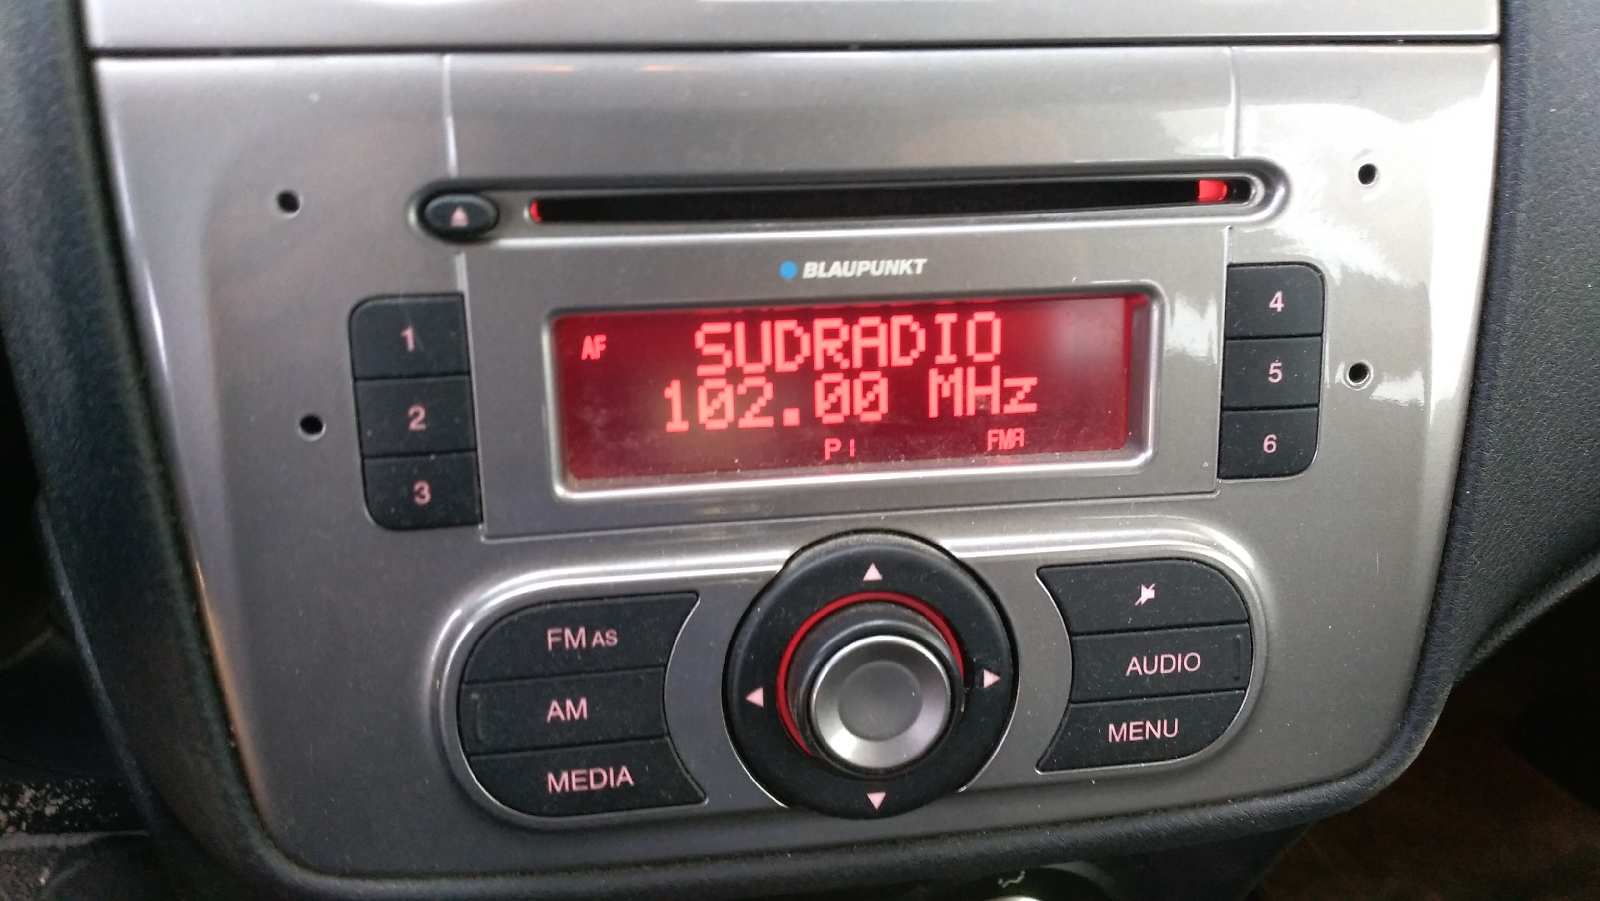 BLAUPUNKT
AF
SUDRADIO
102.00 MHz
PI
FMA
1
2
3
4
5
6
FM AS
AM
MEDIA
AUDIO
MENU